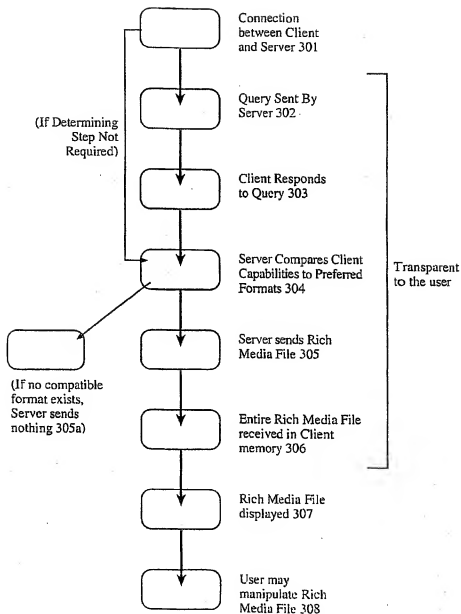 Connection
between Client
and Server 301
(If Determining
Step Not
Required)
Query Sent By
Server 302
Client Responds
to Query 303
Server Compares Client
Capabilities to Preferred
Formats 304
Transparent
to the user
Server sends Rich
Media File 305
(If no compatible
format exists,
Server sends
nothing 305a)
Entire Rich Media File
received in Client
memory 306
Rich Media File
displayed 307
User may
manipulate Rich
Media File 308